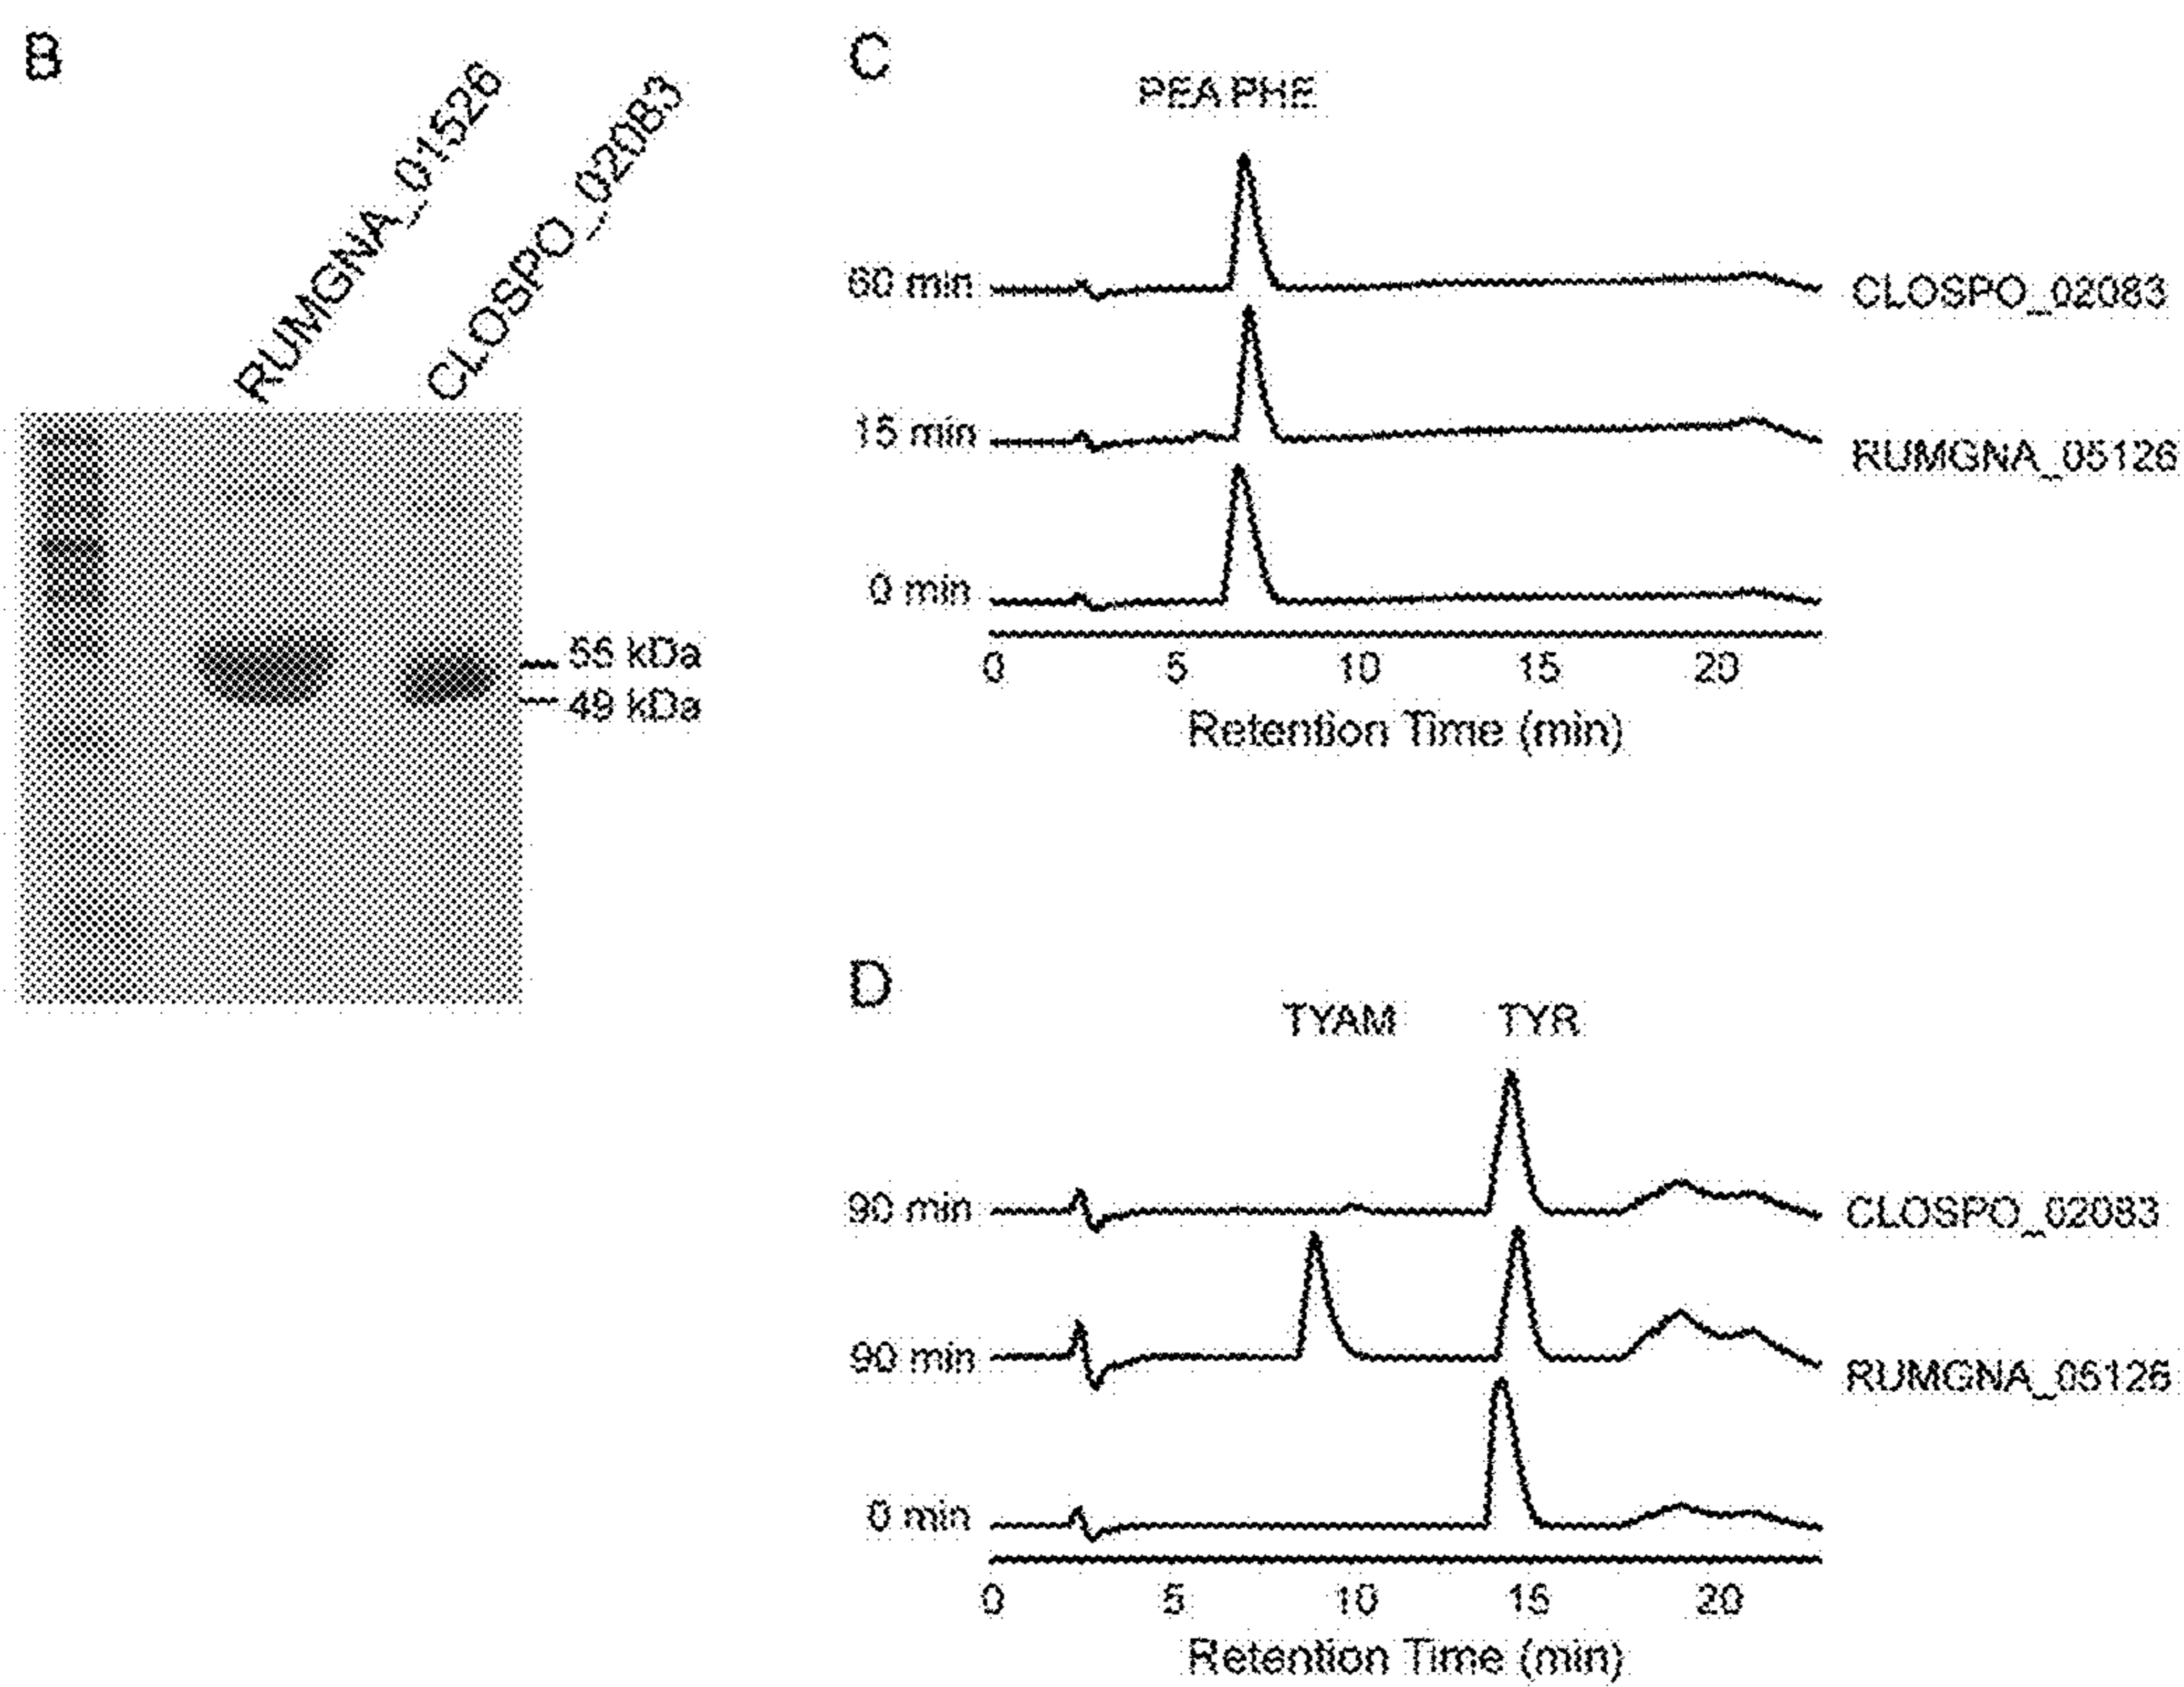 B
RUMGNA_01526
CLOSPO_02083
55 kDa
49 kDa
C
PEA PHE
60 min
CLOSPO_02083
15 min
RUMGNA_05126
0 min
0 5 10 15 20
Retention Time (min)
D
TYAM TYR
90 min
CLOSPO_02083
90 min
RUMGNA_05126
0 min
0 5 10 15 20
Retention Time (min)